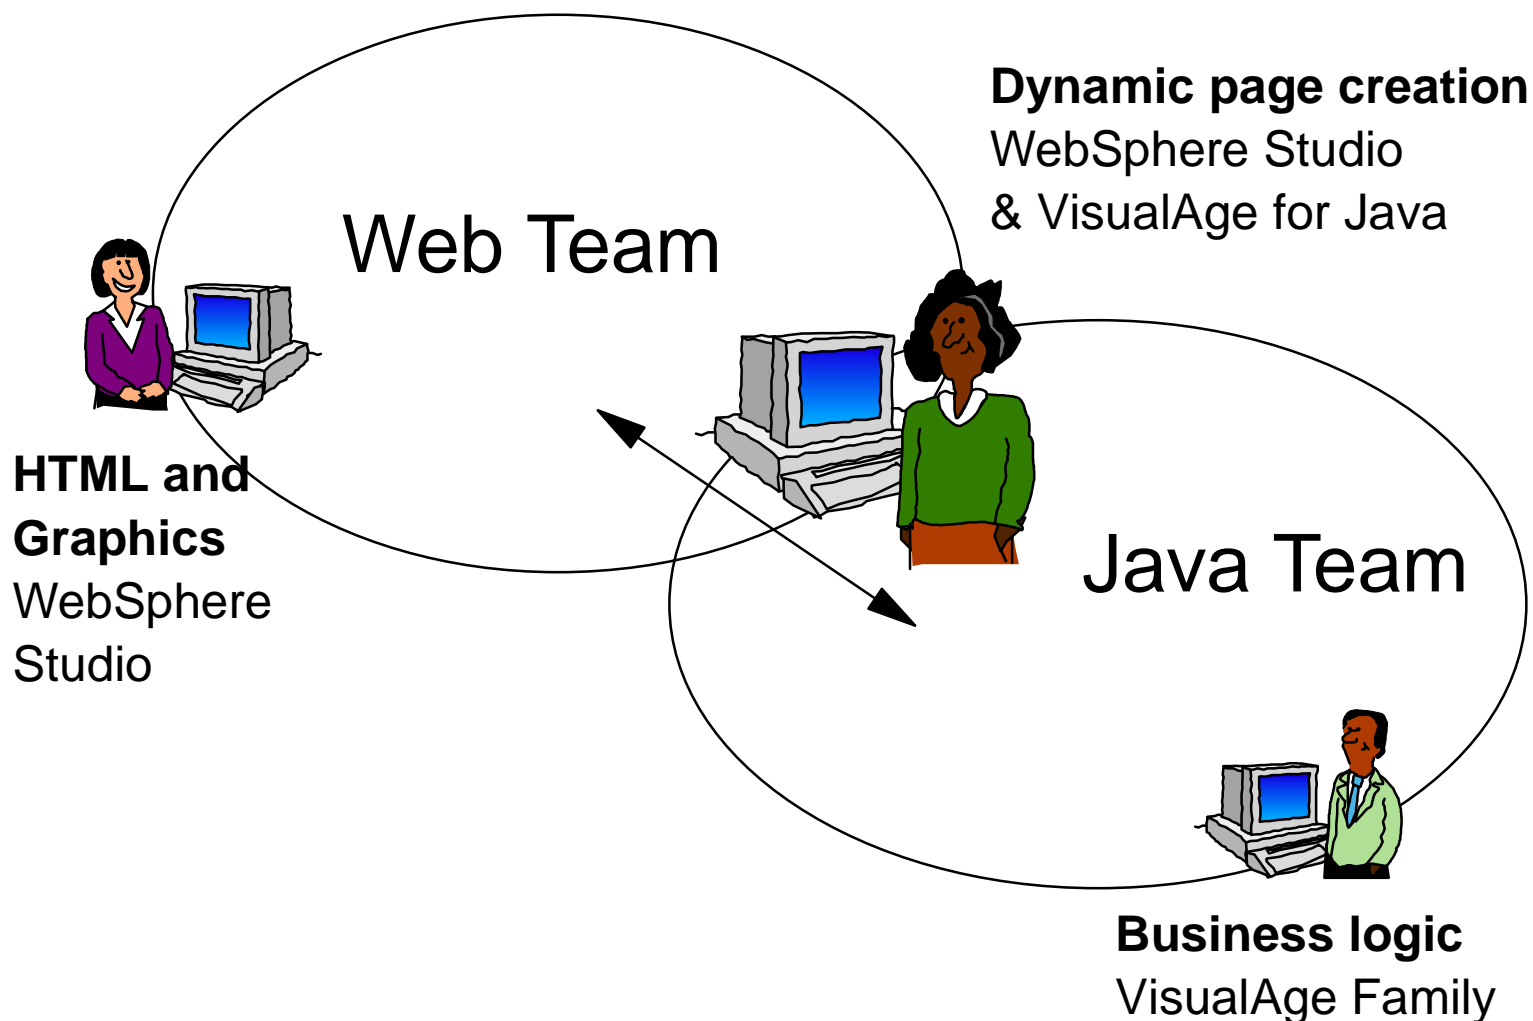 Dynamic page creation
WebSphere Studio
& VisualAge for Java
Web Team
HTML and
Graphics
WebSphere
Studio
Java Team
Business logic
VisualAge Family